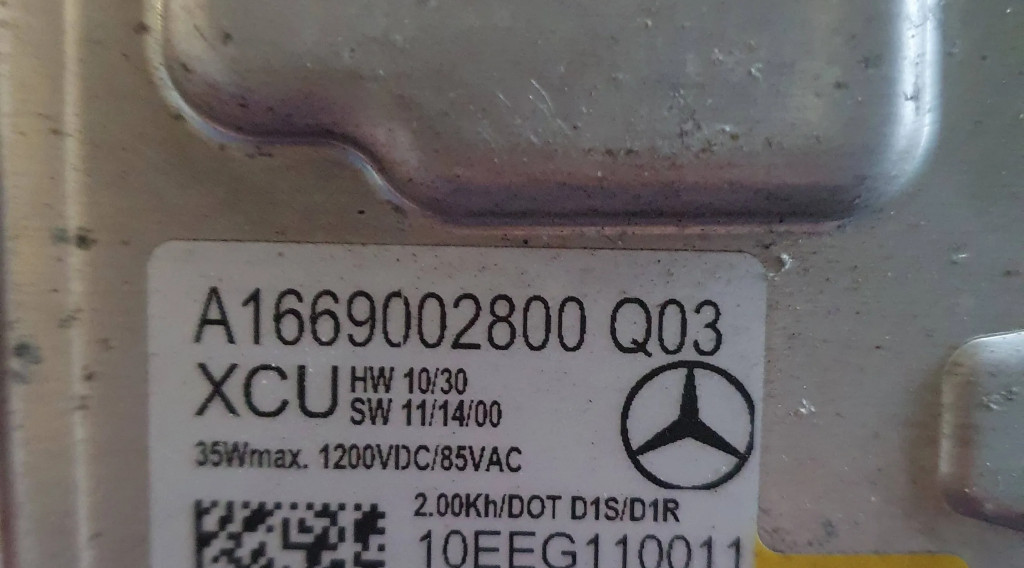 A1669002800 Q03
XCU HW 10/30
SW 11/14/00
35Wmax. 1200VDC/85VAC
2.00Kh/DOT D1S/D1R
10EEG110011